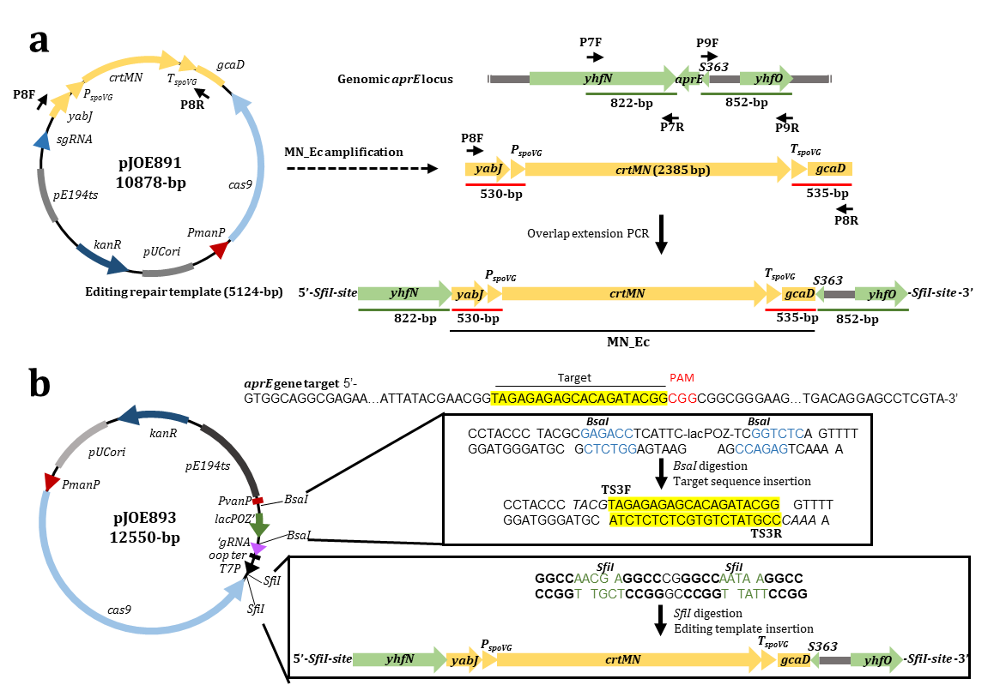 a
gcaD
crtMN
TspoVG
PspoVG
P8F
P8R
yabJ
sgRNA
pJOE891
10878-bp
cas9
pE194ts
PmanP
kanR
pUCori
MN_Ec amplification
P7F
P9F
S363
Genomic aprE locus
yhfN
aprE
yhfO
822-bp
852-bp
P7R
P9R
P8F
PspoVG
TspoVG
yabJ
crtMN (2385 bp)
gcaD
530-bp
535-bp
P8R
Overlap extension PCR
Editing repair template (5124-bp)
PspoVG
TspoVG
S363
5'-SfiI-site
yhfN
yabJ
crtMN
gcaD
yhfO
-SfiI-site-3'
822-bp
530-bp
535-bp
852-bp
MN_Ec
b
aprE gene target 5'-
Target
PAM
GTGGCAGGCGAGAA...ATTATACGAACGGTAGAGAGAGCACAGATACGGCGGCGGCGGGAAG...TGACAGGAGCCTCGTA-3'
kanR
pUCori
pE194ts
PmanP
pJOE893
12550-bp
PvanP
BsaI
lacPOZ'
'gRNA
BsaI
oop ter
T7P
SfiI
SfiI
cas9
BsaI
BsaI
CCTACCC TACGCGAGACCTCATTC-lacPOZ-TCGGTCTCA GTTTT
GGATGGGATGC GCTCTGGAGTAAG AGCCAGAGTCAAA A
BsaI digestion
Target sequence insertion
TS3F
CCTACCC TACGTAGAGAGAGCACAGATACGG GTTTT
GGATGGGATGC ATCTCTCTCGTGTCTATGCCCAAA A
TS3R
SfiI
SfiI
GGCCAACG AGGCCCGGGCCAATA AGGCC
CCGGT TGCTCCGGGCCCGGT TATTCCGG
SfiI digestion
Editing template insertion
PspoVG
TspoVG
S363
5'-SfiI-site
yhfN
yabJ
crtMN
gcaD
yhfO
-SfiI-site-3'